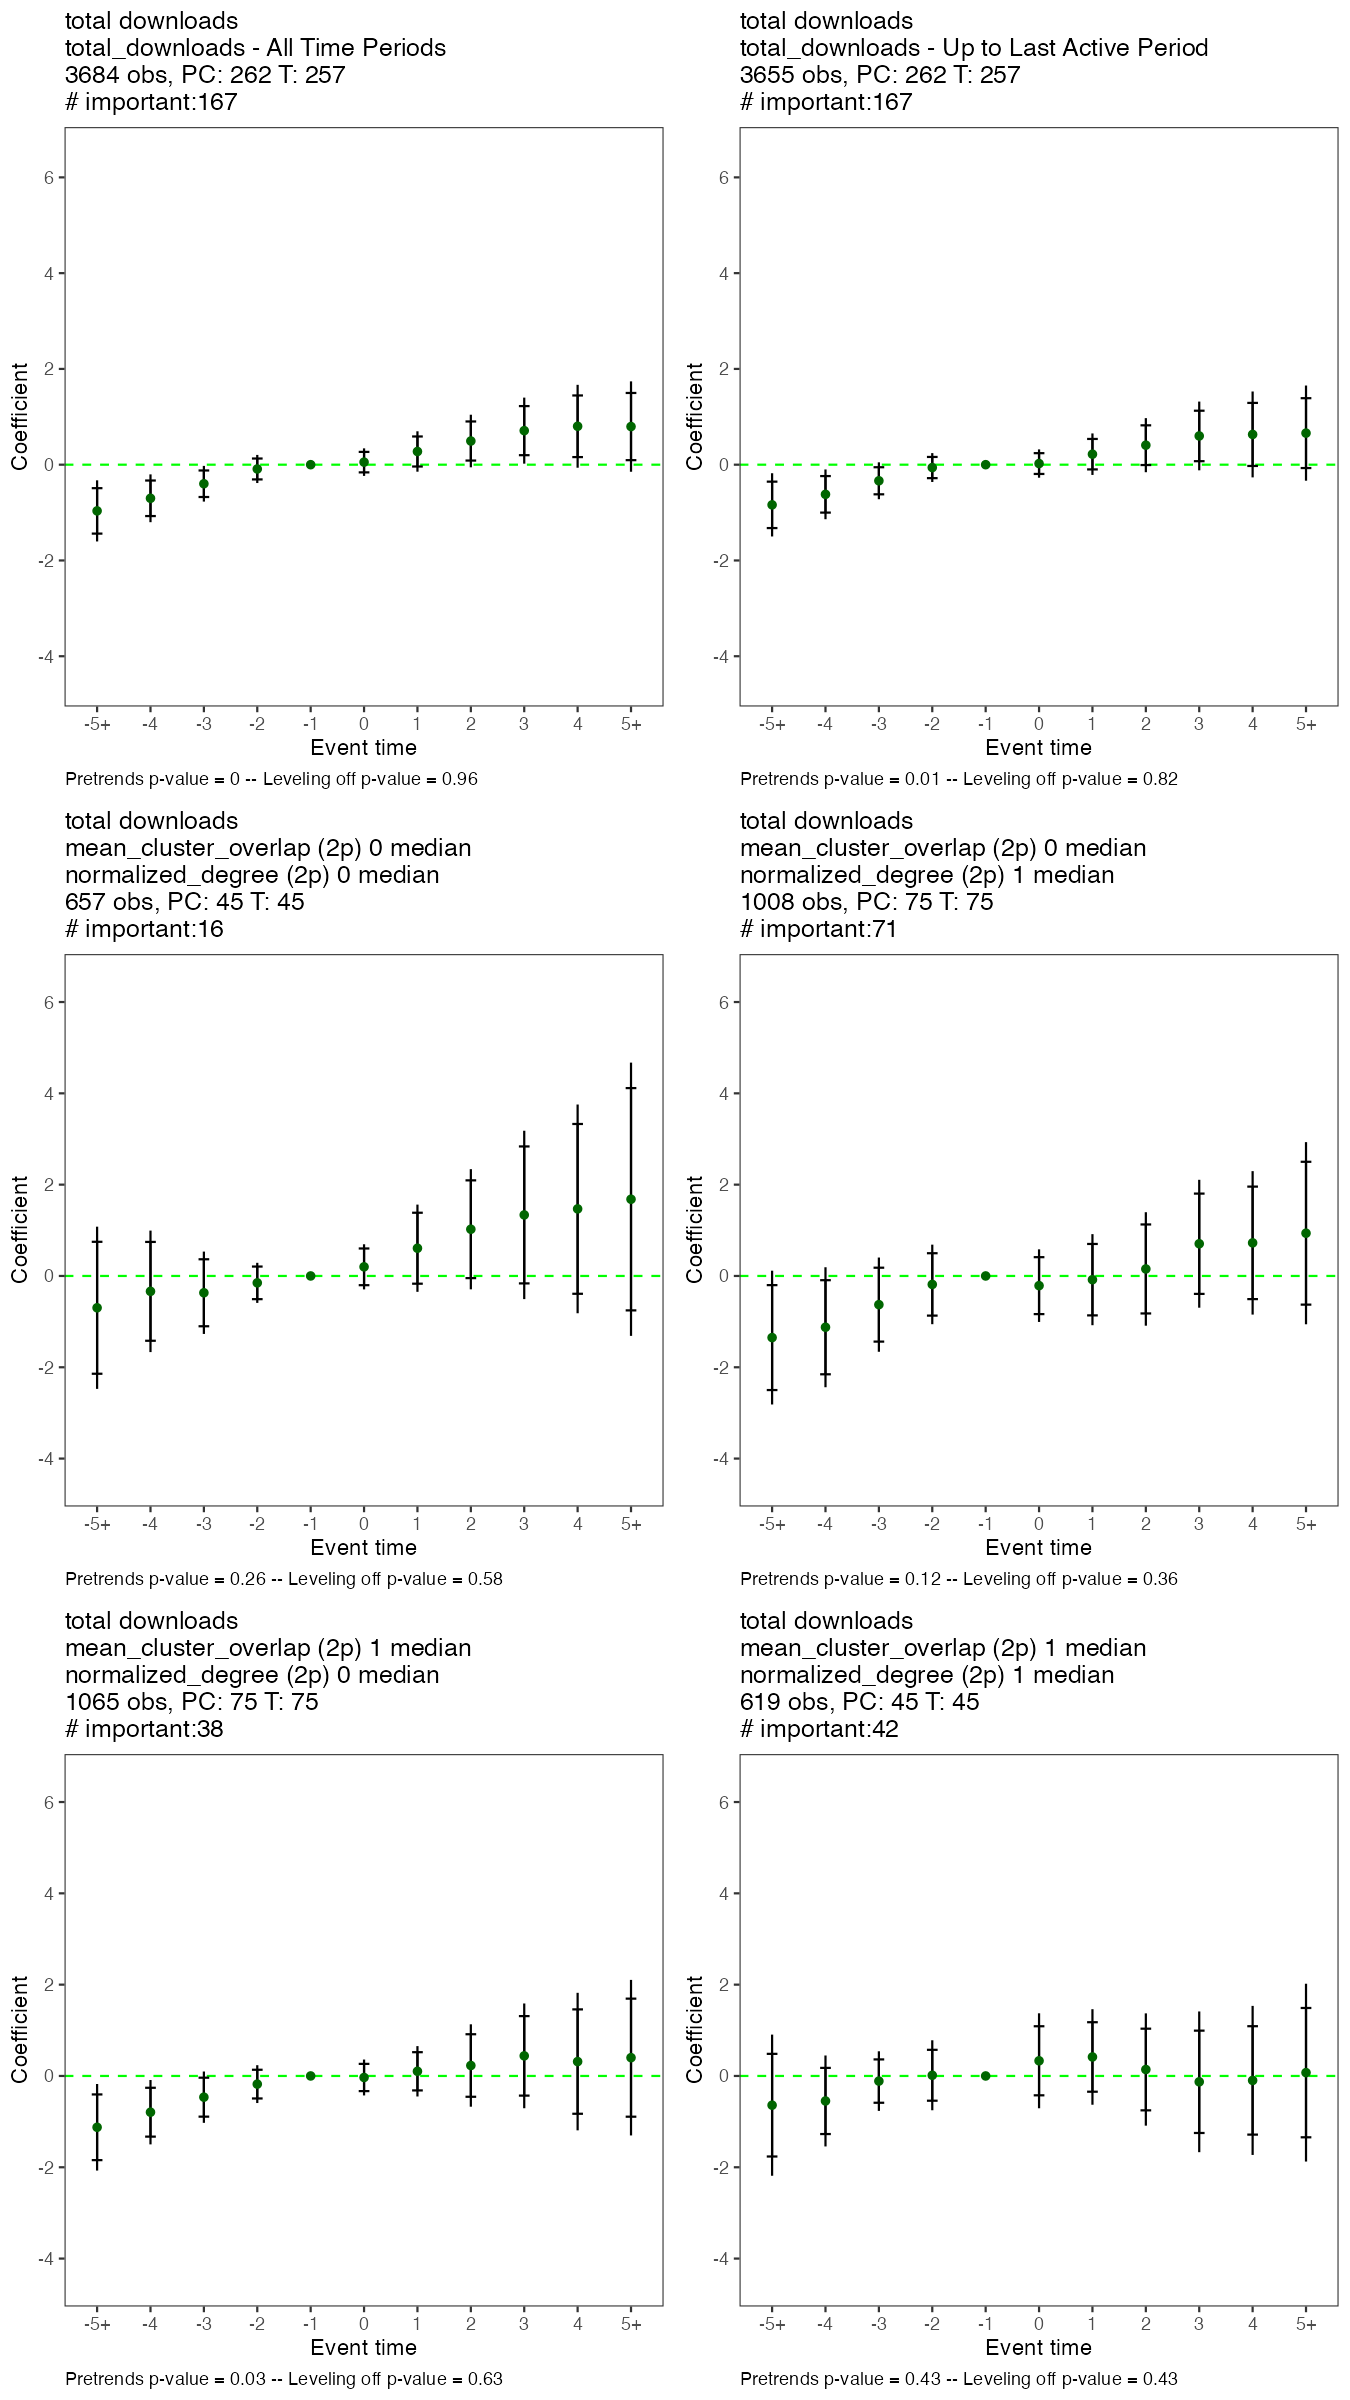 total downloads
total_downloads - All Time Periods
3684 obs, PC: 262 T: 257
# important:167
6
4
2
0
-2
-4
Coefficient
-5+ -4 -3 -2 -1 0 1 2 3 4 5+
Event time
Pretrends p-value = 0 -- Leveling off p-value = 0.96
total downloads
total_downloads - Up to Last Active Period
3655 obs, PC: 262 T: 257
# important:167
6
4
2
0
-2
-4
Coefficient
-5+ -4 -3 -2 -1 0 1 2 3 4 5+
Event time
Pretrends p-value = 0.01 -- Leveling off p-value = 0.82
total downloads
mean_cluster_overlap (2p) 0 median
normalized_degree (2p) 0 median
657 obs, PC: 45 T: 45
# important:16
6
4
2
0
-2
-4
Coefficient
-5+ -4 -3 -2 -1 0 1 2 3 4 5+
Event time
Pretrends p-value = 0.26 -- Leveling off p-value = 0.58
total downloads
mean_cluster_overlap (2p) 0 median
normalized_degree (2p) 1 median
1008 obs, PC: 75 T: 75
# important:71
6
4
2
0
-2
-4
Coefficient
-5+ -4 -3 -2 -1 0 1 2 3 4 5+
Event time
Pretrends p-value = 0.12 -- Leveling off p-value = 0.36
total downloads
mean_cluster_overlap (2p) 1 median
normalized_degree (2p) 0 median
1065 obs, PC: 75 T: 75
# important:38
6
4
2
0
-2
-4
Coefficient
-5+ -4 -3 -2 -1 0 1 2 3 4 5+
Event time
Pretrends p-value = 0.03 -- Leveling off p-value = 0.63
total downloads
mean_cluster_overlap (2p) 1 median
normalized_degree (2p) 1 median
619 obs, PC: 45 T: 45
# important:42
6
4
2
0
-2
-4
Coefficient
-5+ -4 -3 -2 -1 0 1 2 3 4 5+
Event time
Pretrends p-value = 0.43 -- Leveling off p-value = 0.43